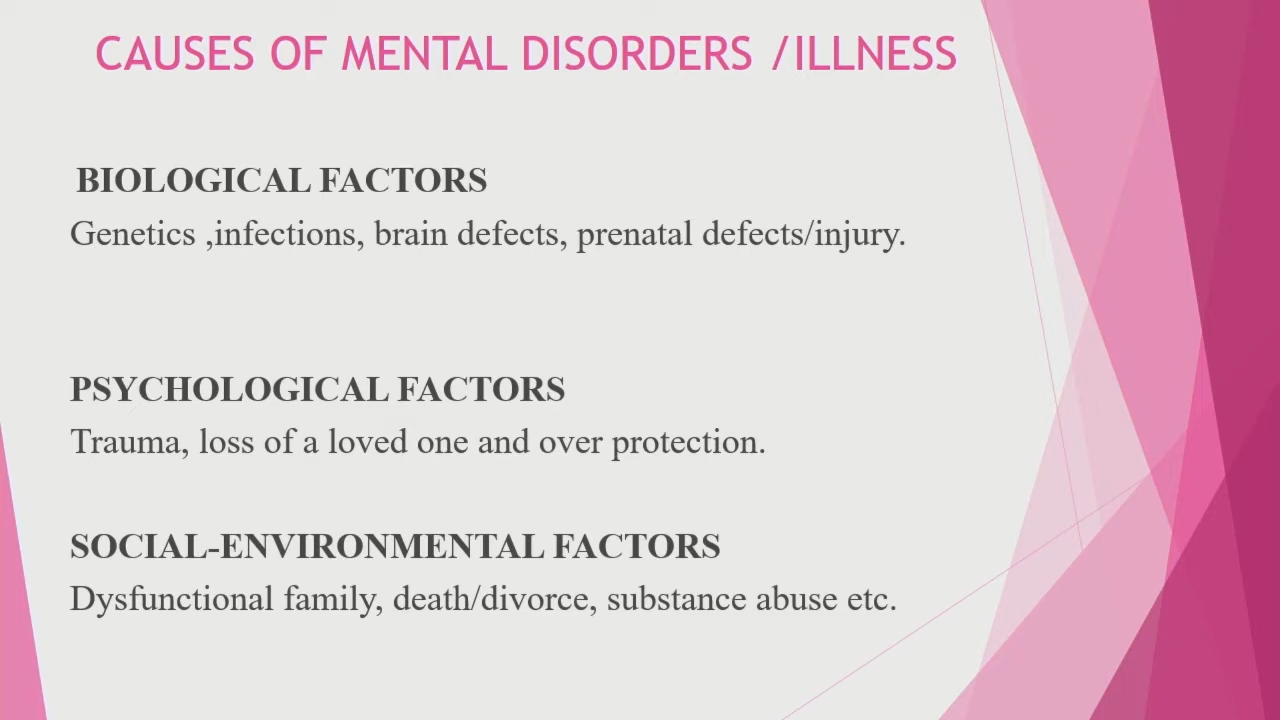 CAUSES OF MENTAL DISORDERS /ILLNESS
BIOLOGICAL FACTORS
Genetics ,infections, brain defects, prenatal defects/injury.
PSYCHOLOGICAL FACTORS
Trauma, loss of a loved one and over protection.
SOCIAL-ENVIRONMENTAL FACTORS
Dysfunctional family, death/divorce, substance abuse etc.